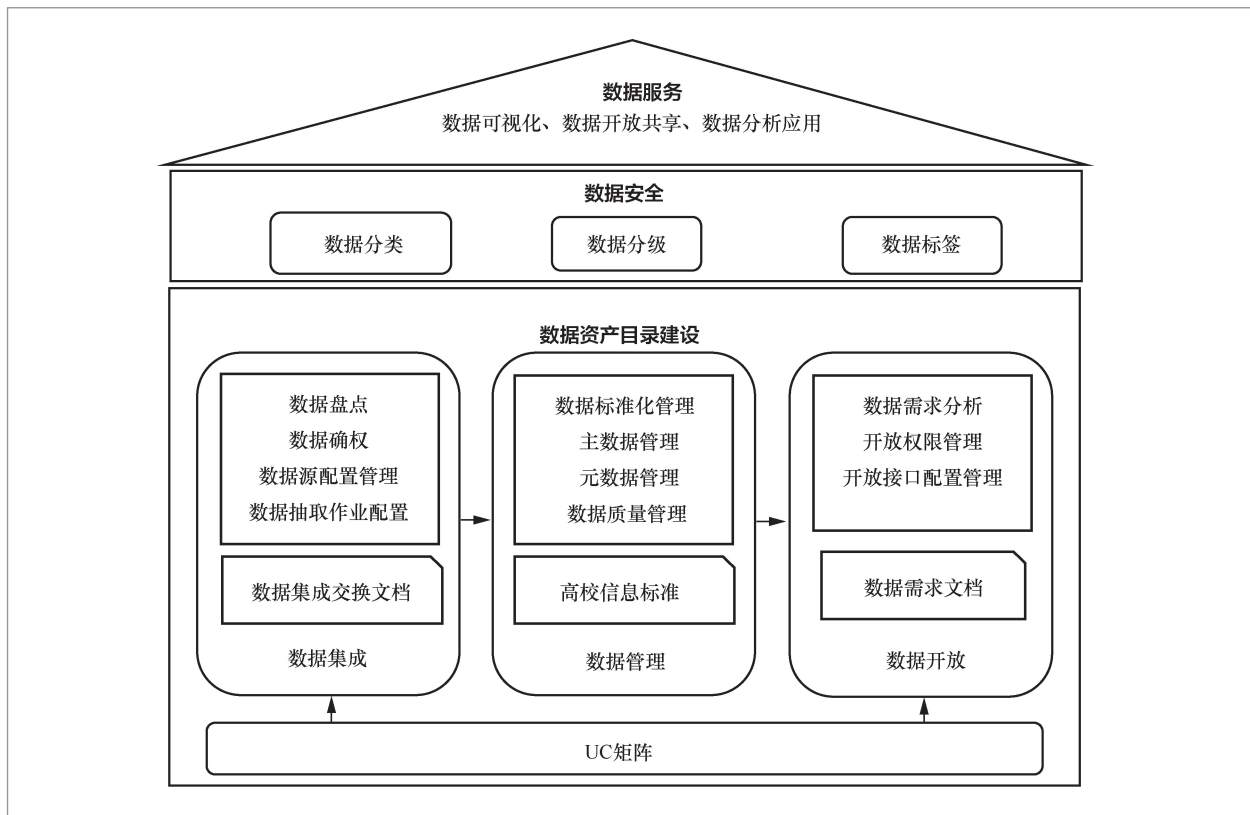 数据服务
数据可视化、数据开放共享、数据分析应用
数据安全
数据分类
数据分级
数据标签
数据资产目录建设
数据盘点
数据确权
数据源配置管理
数据抽取作业配置
数据集成交换文档
数据集成
数据标准化管理
主数据管理
元数据管理
数据质量管理
高校信息标准
数据管理
数据需求分析
开放权限管理
开放接口配置管理
数据需求文档
数据开放
UC矩阵